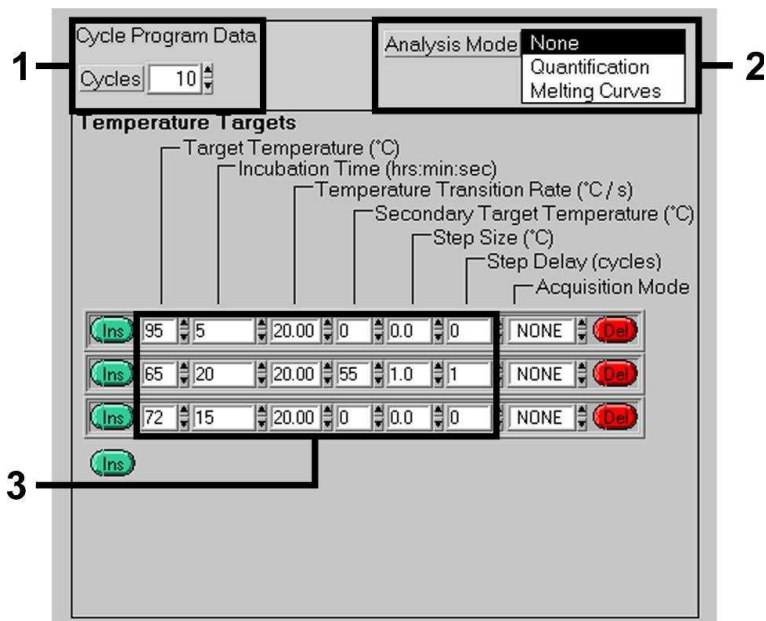 1
Cycle Program Data
Cycles 10
2
Analysis Mode None
Quantification
Melting Curves
Temperature Targets
Target Temperature (°C)
Incubation Time (hrs:min:sec)
Temperature Transition Rate (°C / s)
Secondary Target Temperature (°C)
Step Size (°C)
Step Delay (cycles)
Acquisition Mode
Ins 95 5 20.00 0 0.0 0 NONE Del
Ins 65 20 20.00 55 1.0 1 NONE Del
Ins 72 15 20.00 0 0.0 0 NONE Del
Ins
3